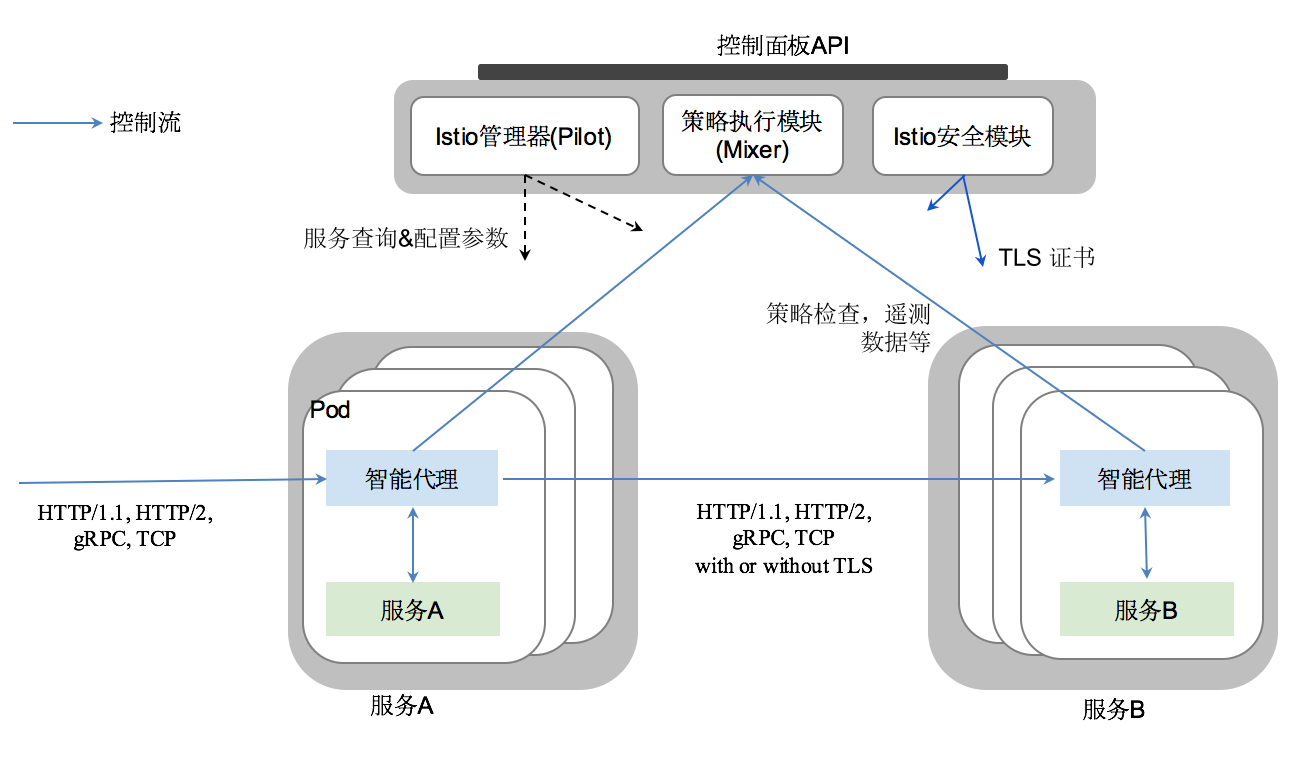 控制面板API
控制流
Istio管理器(Pilot)
策略执行模块
(Mixer)
Istio安全模块
服务查询&配置参数
TLS 证书
策略检查，遥测
数据等
Pod
智能代理
智能代理
HTTP/1.1, HTTP/2,
gRPC, TCP
HTTP/1.1, HTTP/2,
gRPC, TCP
with or without TLS
服务A
服务B
服务A
服务B